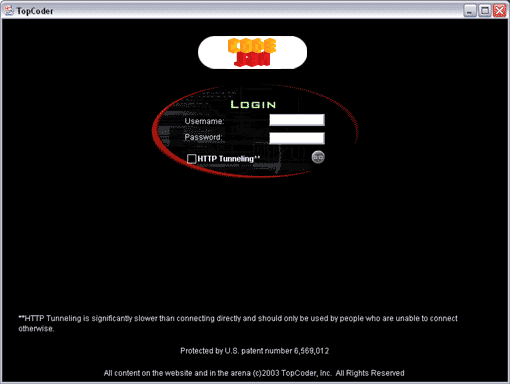 TopCoder
CODE
JAM
LOGIN
Username:
Password:
HTTP Tunneling**
GO
**HTTP Tunneling is significantly slower than connecting directly and should only be used by people who are unable to connect
otherwise.
Protected by U.S. patent number 6,569,012
All content on the website and in the arena (c)2003 TopCoder, Inc. All Rights Reserved